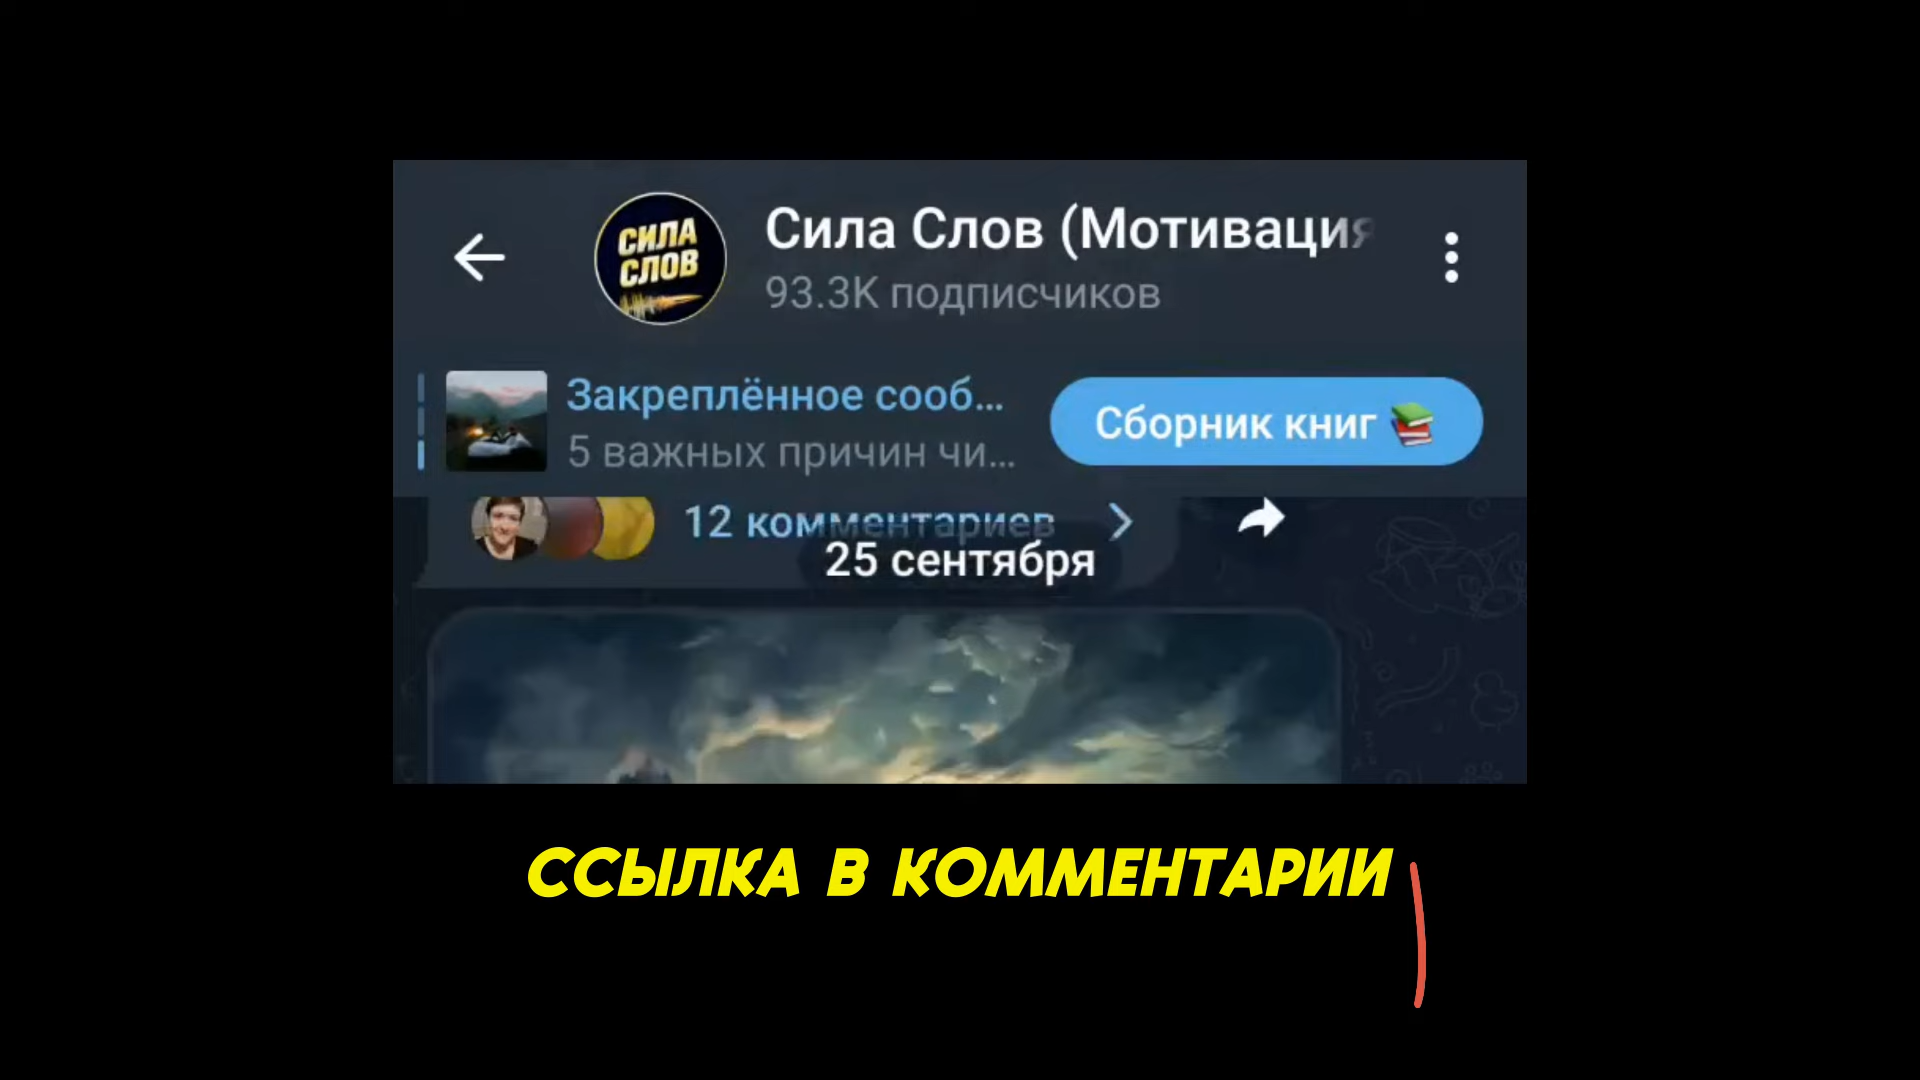 СИЛА
СЛОВ
Сила Слов (Мотивация
93.3K подписчиков
Закреплённое сооб...
5 важных причин чи...
Сборник книг
12 комментариев
25 сентября
ССЫЛКА В КОММЕНТАРИИ